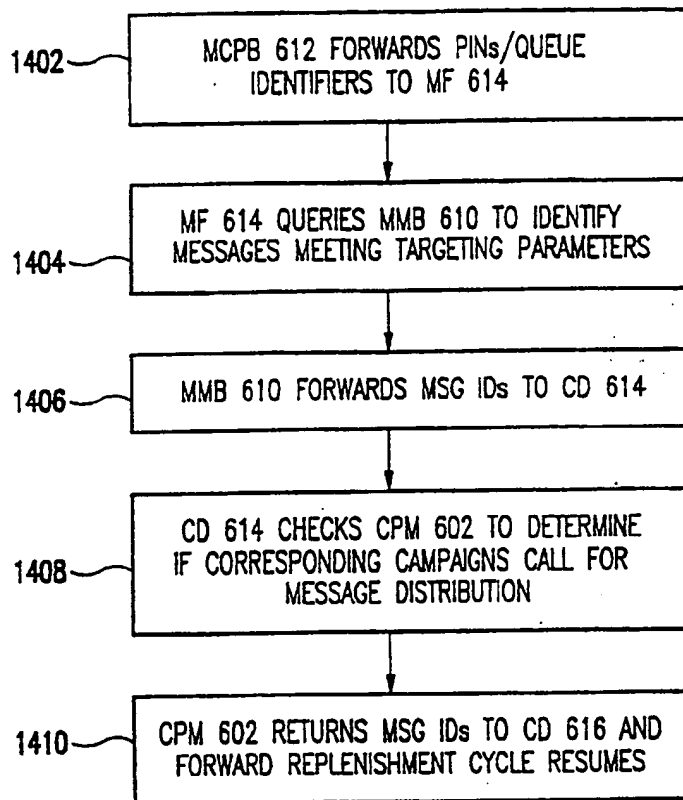 1402
MCPB 612 FORWARDS PINs/QUEUE
IDENTIFIERS TO MF 614
1404
MF 614 QUERIES MMB 610 TO IDENTIFY
MESSAGES MEETING TARGETING PARAMETERS
1406
MMB 610 FORWARDS MSG IDs TO CD 614
1408
CD 614 CHECKS CPM 602 TO DETERMINE
IF CORRESPONDING CAMPAIGNS CALL FOR
MESSAGE DISTRIBUTION
1410
CPM 602 RETURNS MSG IDs TO CD 616 AND
FORWARD REPLENISHMENT CYCLE RESUMES